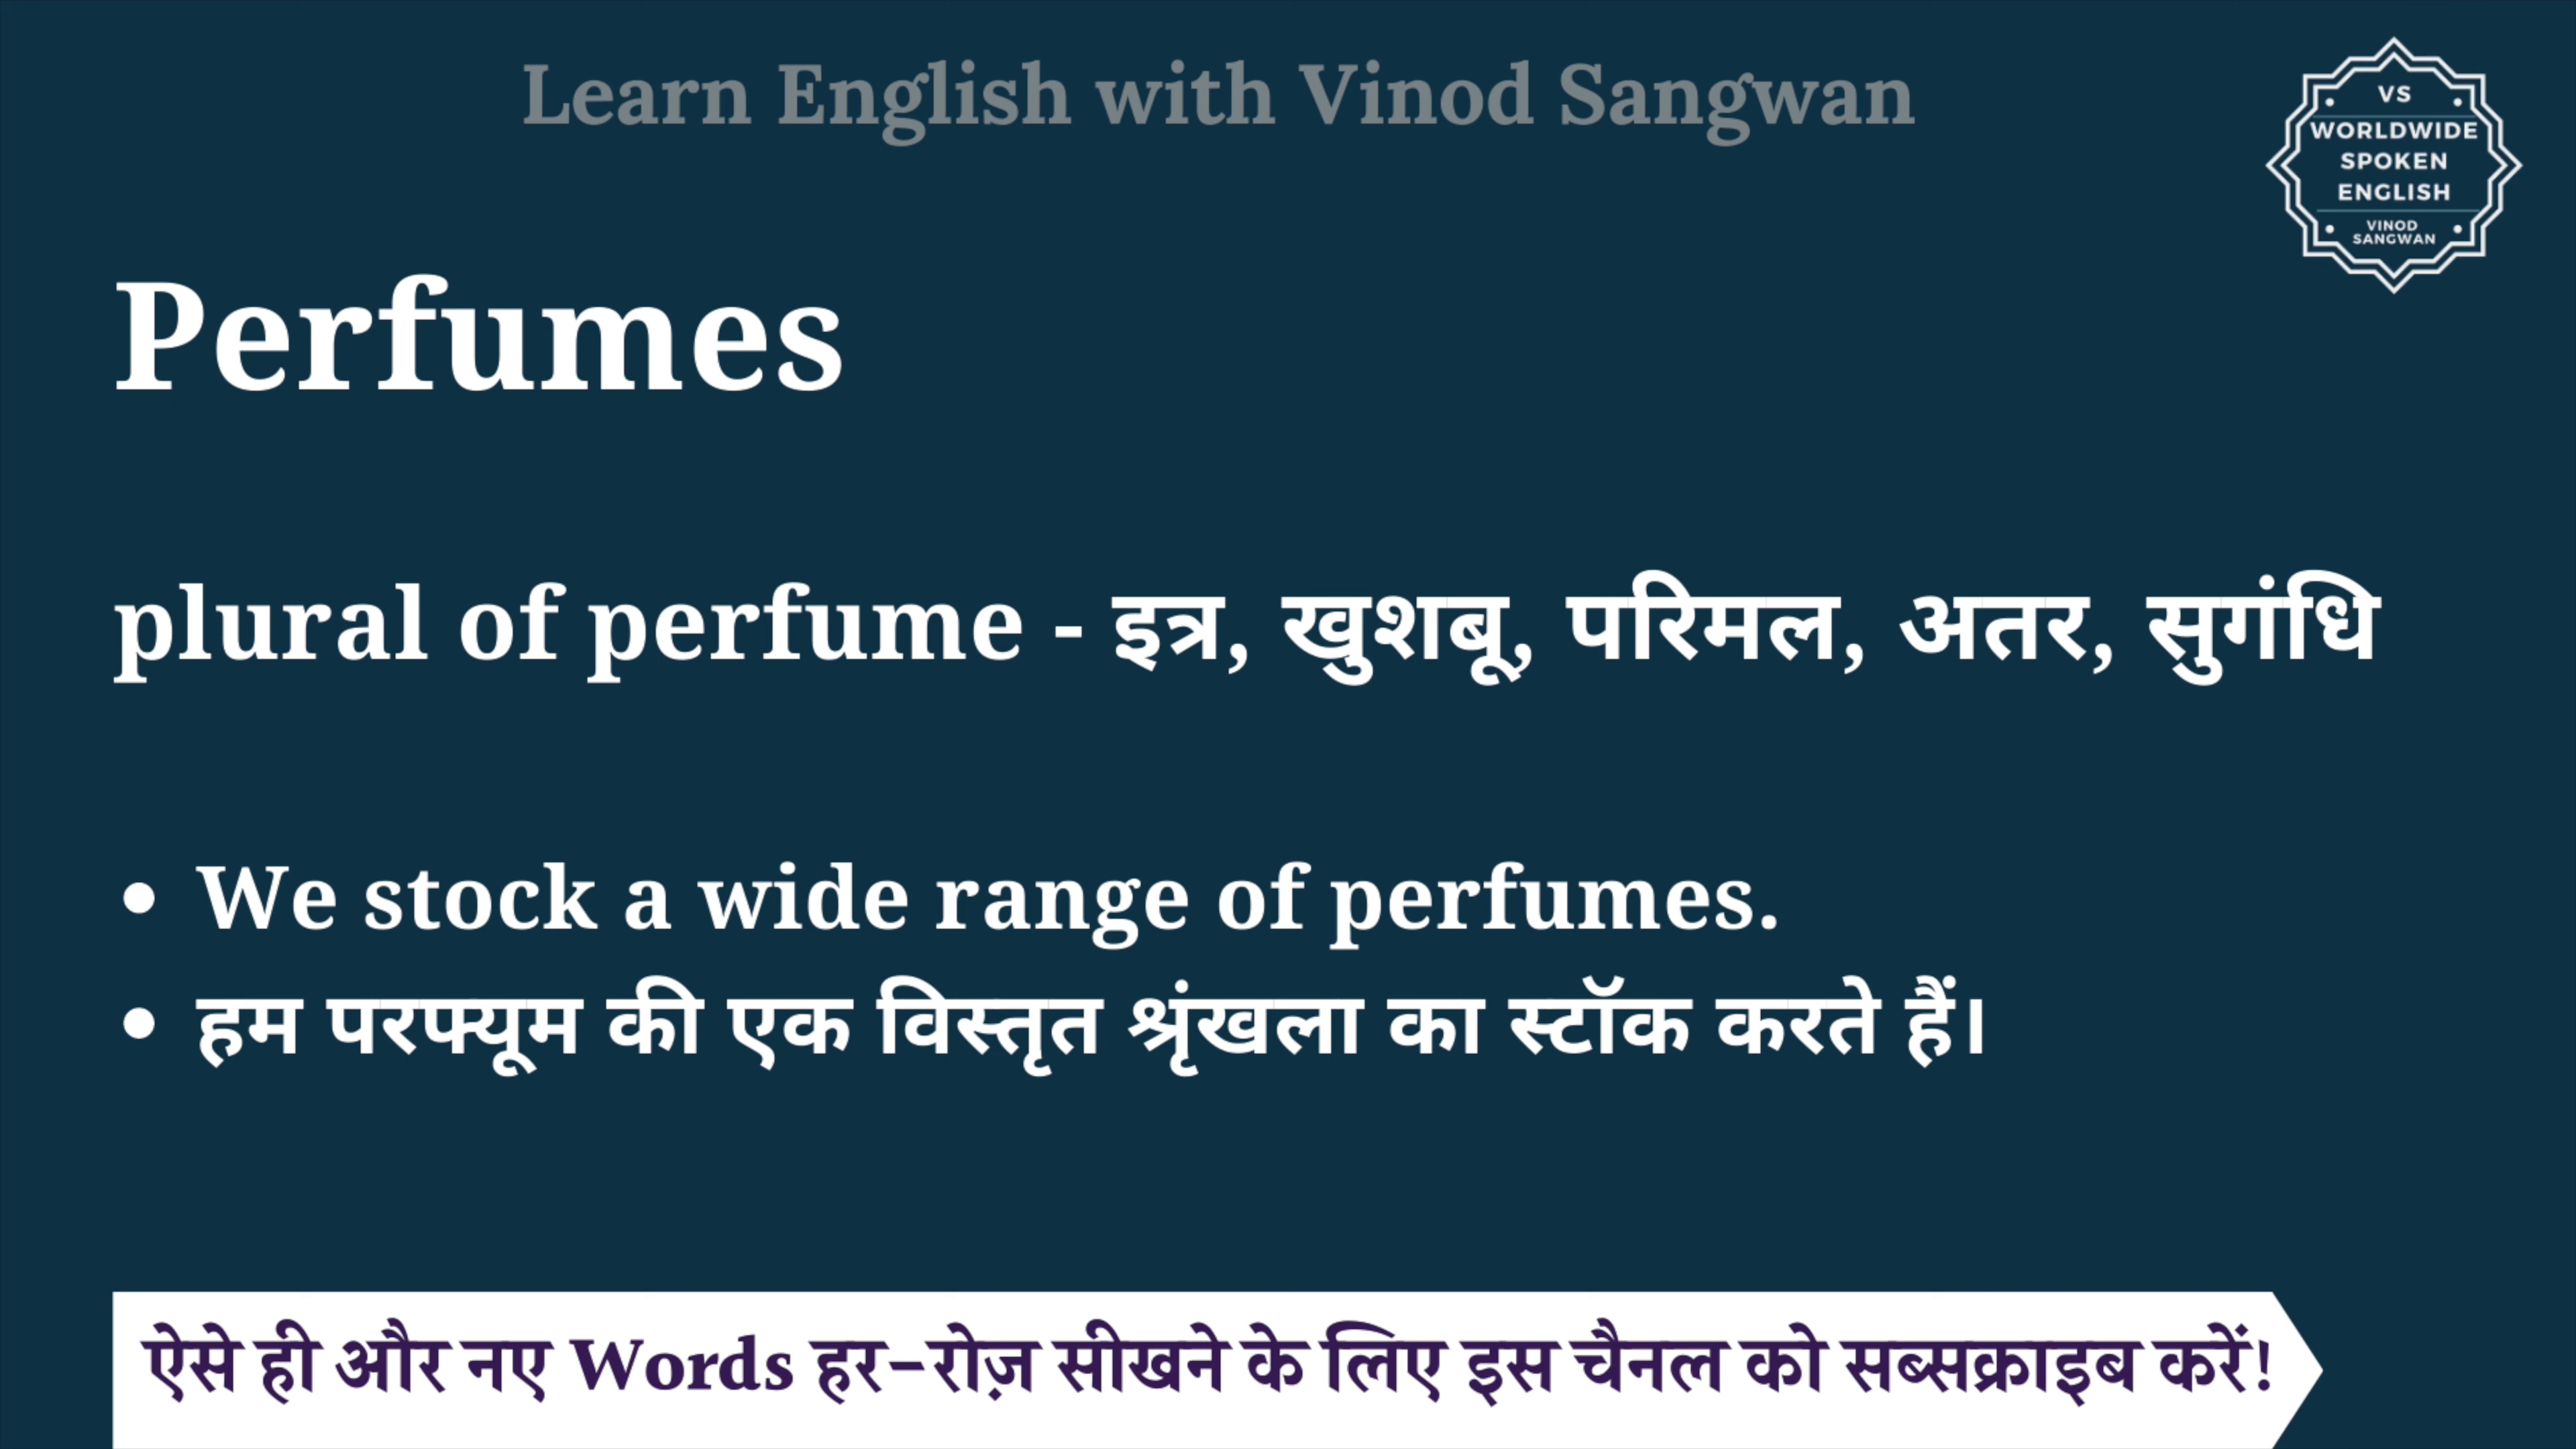 Learn English with Vinod Sangwan
VS
WORLDWIDE
SPOKEN
ENGLISH
VINOD
SANGWAN
Perfumes
plural of perfume - इत्र, खुशबू, परिमल, अतर, सुगंधि
• We stock a wide range of perfumes.
• हम परफ्यूम की एक विस्तृत श्रृंखला का स्टॉक करते हैं।
ऐसे ही और नए Words हर-रोज़ सीखने के लिए इस चैनल को सब्सक्राइब करें!